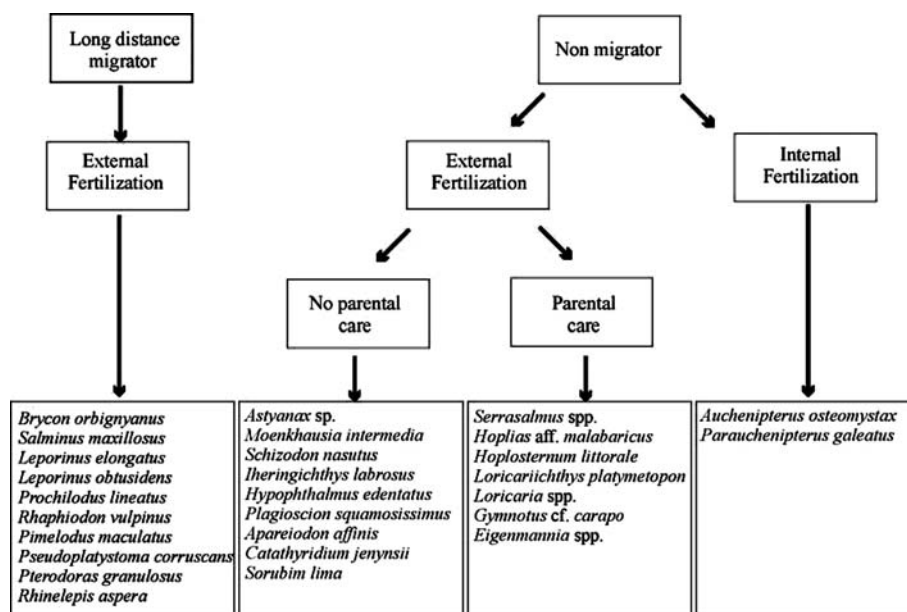 Long distance
migrator
Non migrator
External
Fertilization
External
Fertilization
Internal
Fertilization
No parental
care
Parental
care
Brycon orbignyanus
Salminus maxillosus
Leporinus elongatus
Leporinus obtusidens
Prochilodus lineatus
Rhaphiodon vulpinus
Pimelodus maculatus
Pseudoplatystoma corruscans
Pterodoras granulosus
Rhinelepis aspera
Astyanax sp.
Moenkhausia intermedia
Schizodon nasutus
Iheringichthys labrosus
Hypophthalmus edentatus
Plagioscion squamosissimus
Apareiodon affinis
Catathyridium jenynsii
Sorubim lima
Serrasalmus spp.
Hoplias aff. malabaricus
Hoplosternum littorale
Loricariichthys platymetopon
Loricaria spp.
Gymnotus cf. carapo
Eigenmannia spp.
Auchenipterus osteomystax
Parauchenipterus galeatus